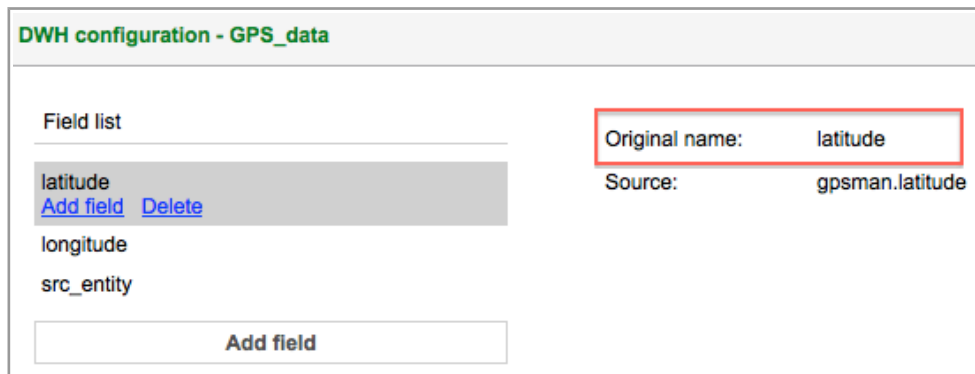 DWH configuration - GPS_data
Field list
latitude
Add field Delete
longitude
src_entity
Add field
Original name: latitude
Source: gpsman.latitude